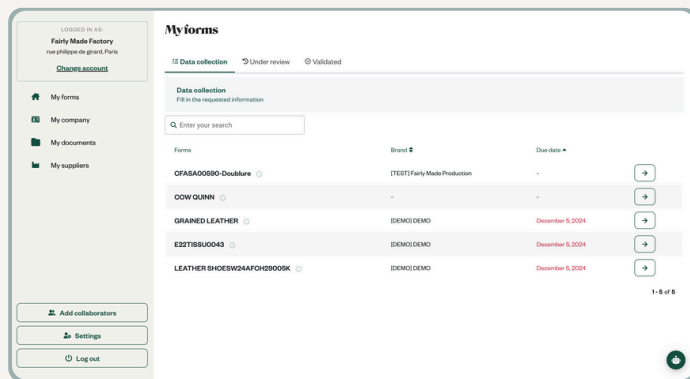 LOGGED IN AS:
Fairly Made Factory
rue philippe de girard, Paris
Change account
My forms
My company
My documents
My suppliers
Add collaborators
Settings
Log out
My forms
Data collection Under review Validated
Data collection
Fill in the requested information
Enter your search
Forms Brand Due date
CFASA00590-Doublure [TEST] Fairly Made Production -
COW QUINN - -
GRAINED LEATHER [DEMO] DEMO December 5, 2024
E22TISSU0043 [DEMO] DEMO December 5, 2024
LEATHER SHOESW24AFCH29005K [DEMO] DEMO December 5, 2024
1 - 5 of 5